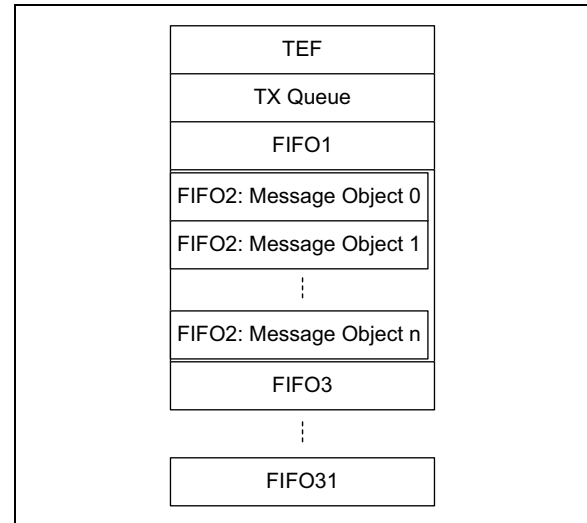 TEF
TX Queue
FIFO1
FIFO2: Message Object 0
FIFO2: Message Object 1
FIFO2: Message Object n
FIFO3
FIFO31